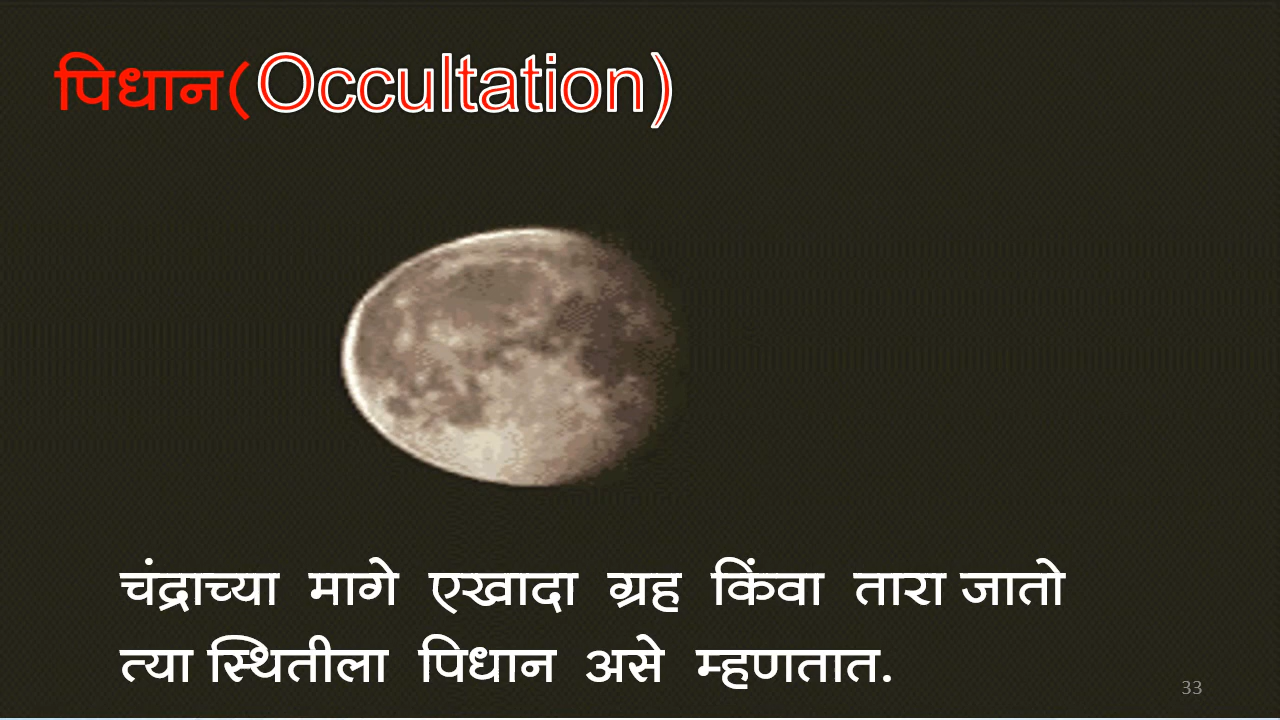 पिधान(Occultation)
चंद्राच्या मागे एखादा ग्रह किंवा तारा जातो
त्या स्थितीला पिधान असे म्हणतात.
33